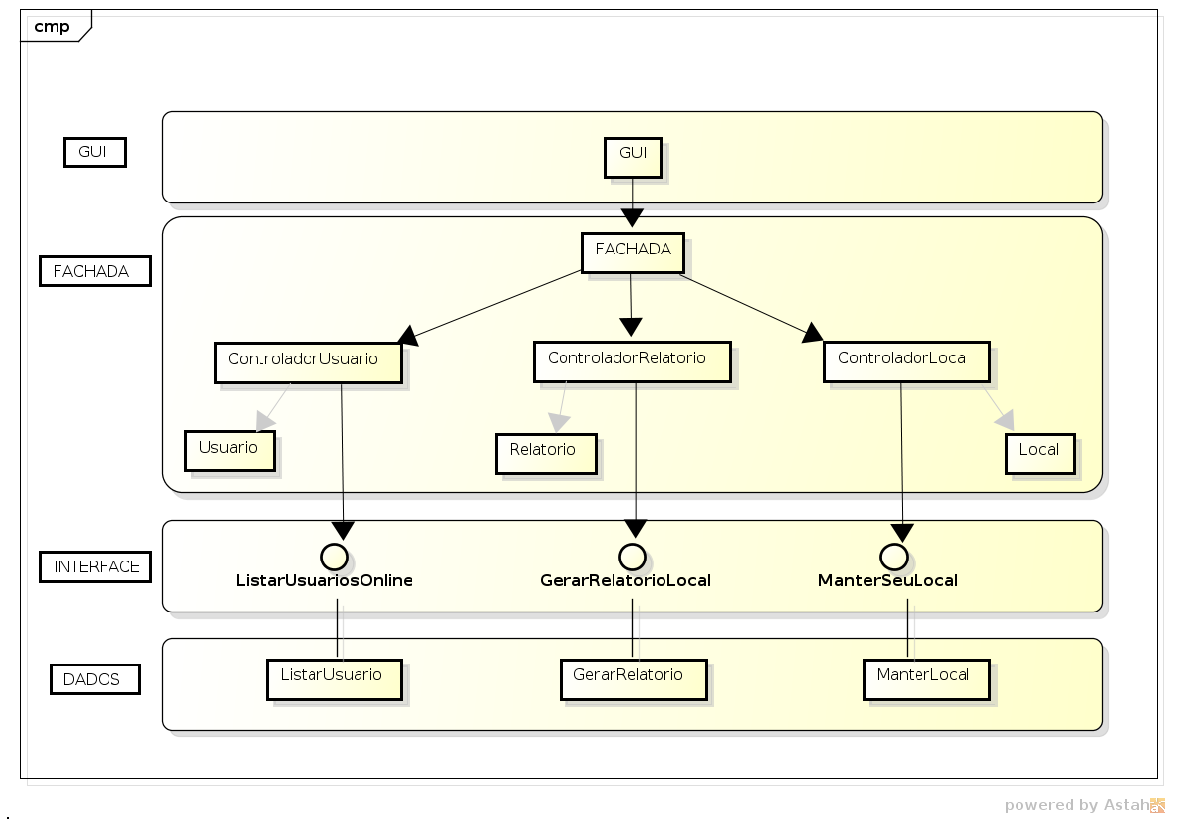 cmp
GUI
GUI
FACHADA
FACHADA
ControladorUsuario
ControladorRelatorio
ControladorLoca
Usuario
Relatorio
Local
INTERFACE
ListarUsuariosOnline
GerarRelatorioLocal
ManterSeuLocal
DADOS
ListarUsuario
GerarRelatorio
ManterLocal
powered by Astah